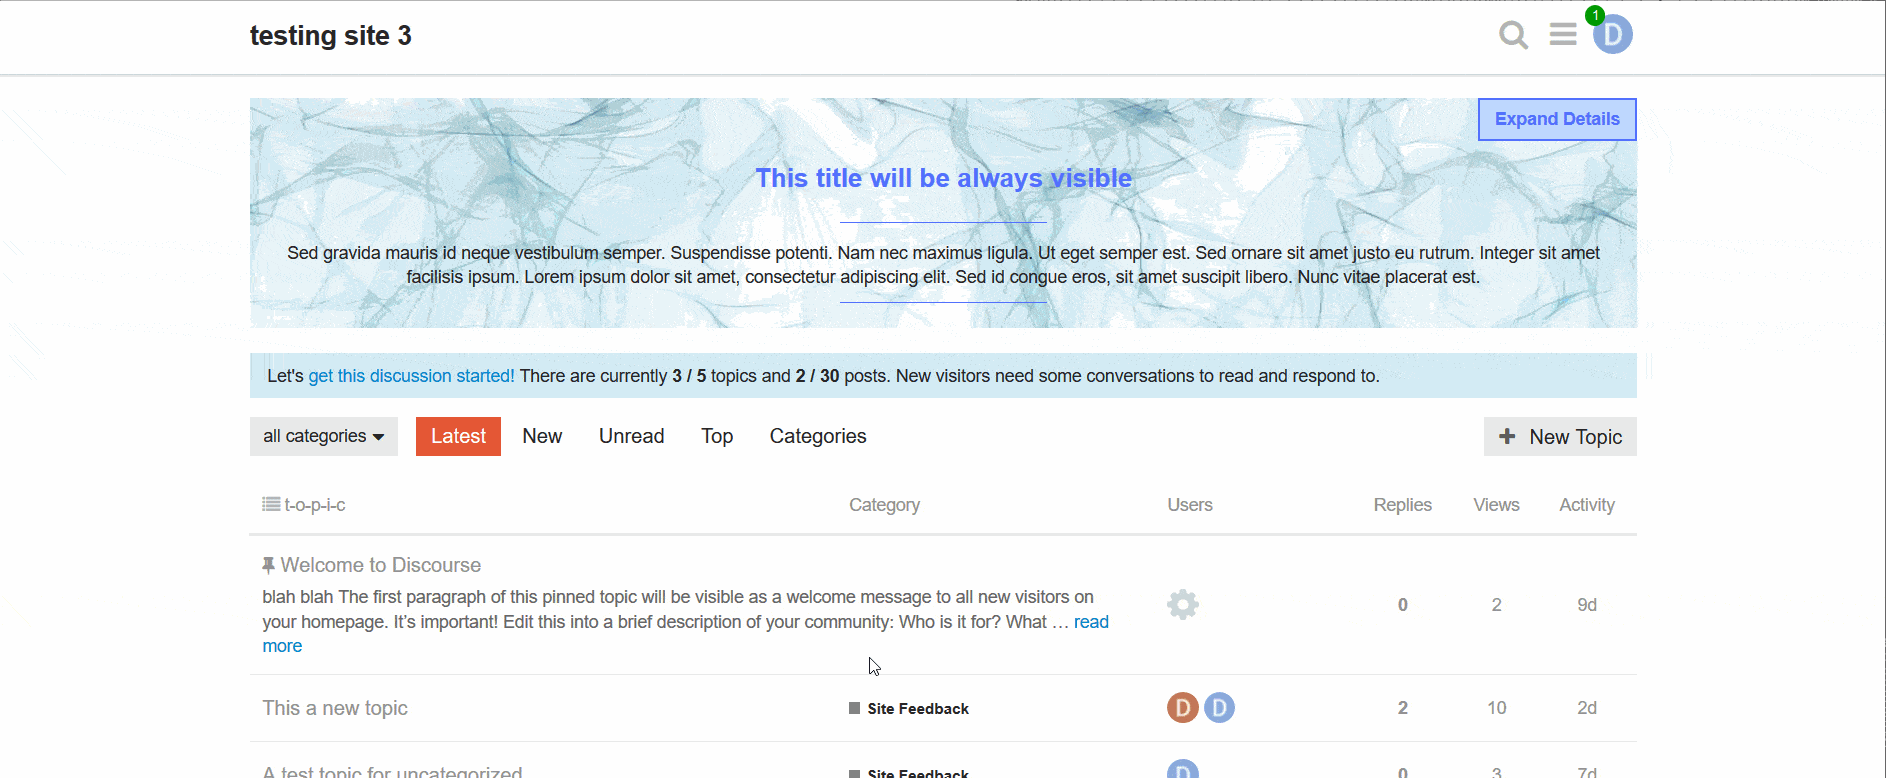 testing site 3
1
D
Expand Details
This title will be always visible
Sed gravida mauris id neque vestibulum semper. Suspendisse potenti. Nam nec maximus ligula. Ut eget semper est. Sed ornare sit amet justo eu rutrum. Integer sit amet
facilisis ipsum. Lorem ipsum dolor sit amet, consectetur adipiscing elit. Sed id congue eros, sit amet suscipit libero. Nunc vitae placerat est.
Let's get this discussion started! There are currently 3 / 5 topics and 2 / 30 posts. New visitors need some conversations to read and respond to.
all categories Latest New Unread Top Categories + New Topic
t-o-p-i-c Category Users Replies Views Activity
Welcome to Discourse
blah blah The first paragraph of this pinned topic will be visible as a welcome message to all new visitors on
your homepage. It's important! Edit this into a brief description of your community: Who is it for? What … read
more
0 2 9d
This a new topic Site Feedback D D 2 10 2d
A test topic for uncategorized Site Feedback D 0 3 7d